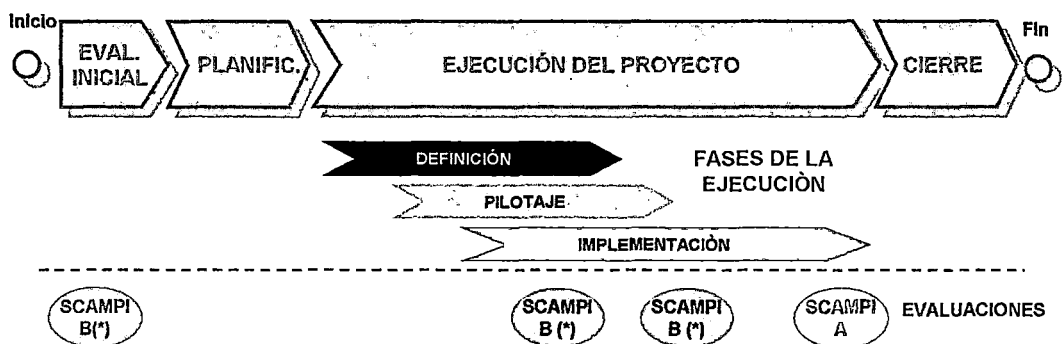 Inicio
EVAL.
INICIAL
PLANIFIC.
EJECUCIÓN DEL PROYECTO
CIERRE
Fin
DEFINICIÓN
PILOTAJE
IMPLEMENTACIÒN
FASES DE LA
EJECUCIÒN
SCAMPI
B(*)
SCAMPI
B (*)
SCAMPI
B (*)
SCAMPI
A
EVALUACIONES